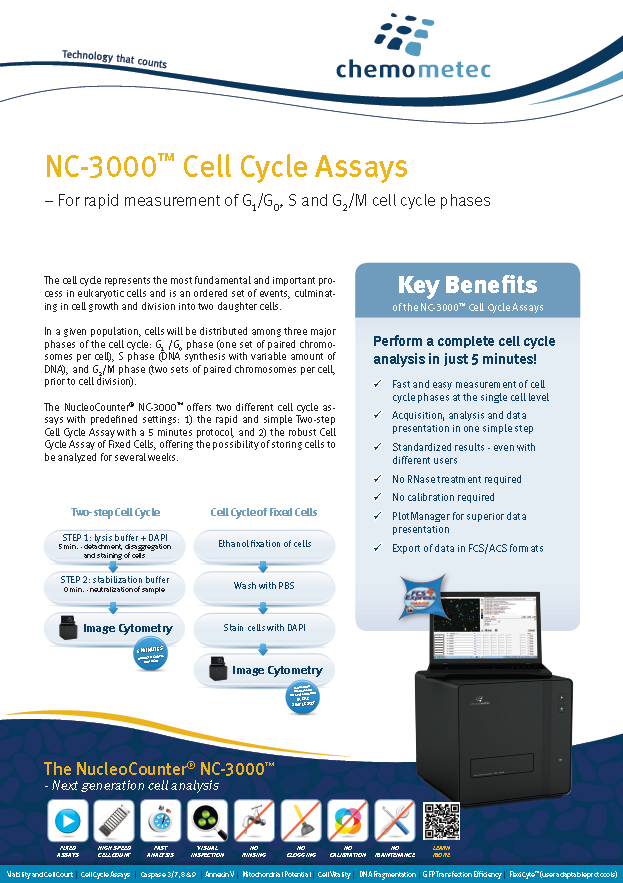 Technology that counts
chemometec
NC-3000™ Cell Cycle Assays
– For rapid measurement of G1/G0, S and G2/M cell cycle phases
The cell cycle represents the most fundamental and important pro-
cess in eukaryotic cells and is an ordered set of events, culminat-
ing in cell growth and division into two daughter cells.
In a given population, cells will be distributed among three major
phases of the cell cycle: G1 /G0 phase (one set of paired chromo-
somes per cell), S phase (DNA synthesis with variable amount of
DNA), and G2/M phase (two sets of paired chromosomes per cell,
prior to cell division).
The NucleoCounter® NC-3000™ offers two different cell cycle as-
says with predefined settings: 1) the rapid and simple Two-step
Cell Cycle Assay with a 5 minutes protocol, and 2) the robust Cell
Cycle Assay of Fixed Cells, offering the possibility of storing cells to
be analyzed for several weeks.
Key Benefits
of the NC-3000™ Cell Cycle Assays
Perform a complete cell cycle
analysis in just 5 minutes!
✓ Fast and easy measurement of cell
cycle phases at the single cell level
✓ Acquisition, analysis and data
presentation in one simple step
✓ Standardized results - even with
different users
✓ No RNase treatment required
✓ No calibration required
✓ PlotManager for superior data
presentation
✓ Export of data in FCS/ACS formats
Two-step Cell Cycle
STEP 1: lysis buffer + DAPI
5 min. - detachment, disaggregation
and staining of cells
STEP 2: stabilization buffer
0 min. - neutralization of sample
Image Cytometry
5 MINUTES
Cell Cycle of Fixed Cells
Ethanol fixation of cells
Wash with PBS
Stain cells with DAPI
Image Cytometry
FCS
Express
chemometec
The NucleoCounter® NC-3000™
- Next generation cell analysis
FIXED
ASSAYS
HIGH SPEED
CELL COUNT
FAST
ANALYSIS
VISUAL
INSPECTION
NO
RINSING
NO
CLOGGING
NO
CALIBRATION
NO
MAINTENANCE
LEARN
MORE
Viability and Cell Count | Cell Cycle Assays | Caspase 3/7, 8 & 9 | Annexin V | Mitochondrial Potential | Cell Vitality | DNA Fragmentation | GFP Transfection Efficiency | FlexiCyte™ (user adaptable protocols)